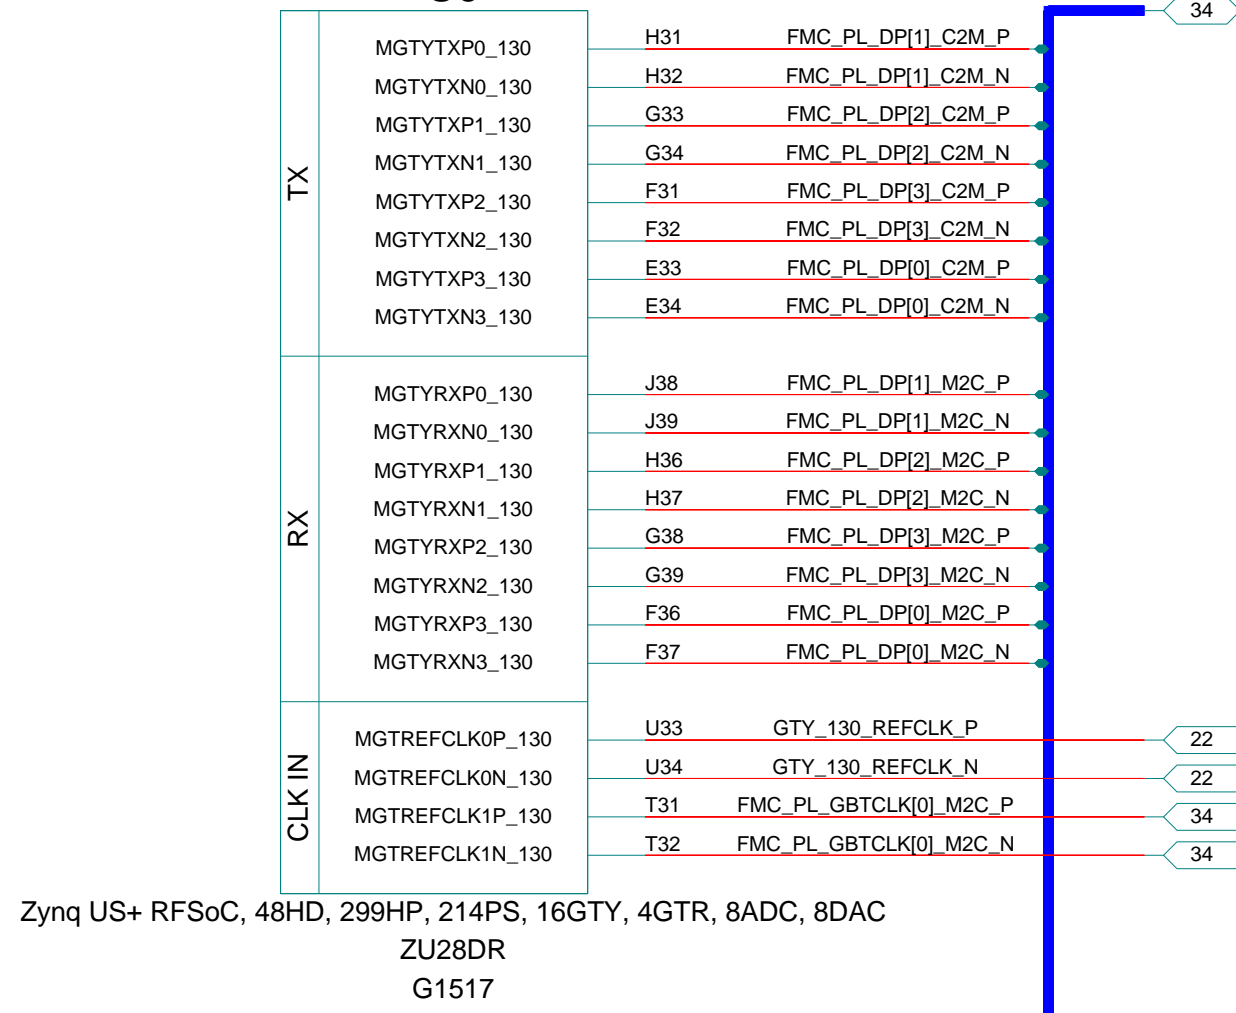 34
TX
MGTYTXP0_130 H31 FMC_PL_DP[1]_C2M_P
MGTYTXN0_130 H32 FMC_PL_DP[1]_C2M_N
MGTYTXP1_130 G33 FMC_PL_DP[2]_C2M_P
MGTYTXN1_130 G34 FMC_PL_DP[2]_C2M_N
MGTYTXP2_130 F31 FMC_PL_DP[3]_C2M_P
MGTYTXN2_130 F32 FMC_PL_DP[3]_C2M_N
MGTYTXP3_130 E33 FMC_PL_DP[0]_C2M_P
MGTYTXN3_130 E34 FMC_PL_DP[0]_C2M_N
RX
MGTYRXP0_130 J38 FMC_PL_DP[1]_M2C_P
MGTYRXN0_130 J39 FMC_PL_DP[1]_M2C_N
MGTYRXP1_130 H36 FMC_PL_DP[2]_M2C_P
MGTYRXN1_130 H37 FMC_PL_DP[2]_M2C_N
MGTYRXP2_130 G38 FMC_PL_DP[3]_M2C_P
MGTYRXN2_130 G39 FMC_PL_DP[3]_M2C_N
MGTYRXP3_130 F36 FMC_PL_DP[0]_M2C_P
MGTYRXN3_130 F37 FMC_PL_DP[0]_M2C_N
CLK IN
MGTREFCLK0P_130 U33 GTY_130_REFCLK_P 22
MGTREFCLK0N_130 U34 GTY_130_REFCLK_N 22
MGTREFCLK1P_130 T31 FMC_PL_GBTCLK[0]_M2C_P 34
MGTREFCLK1N_130 T32 FMC_PL_GBTCLK[0]_M2C_N 34
Zynq US+ RFSoC, 48HD, 299HP, 214PS, 16GTY, 4GTR, 8ADC, 8DAC
ZU28DR
G1517